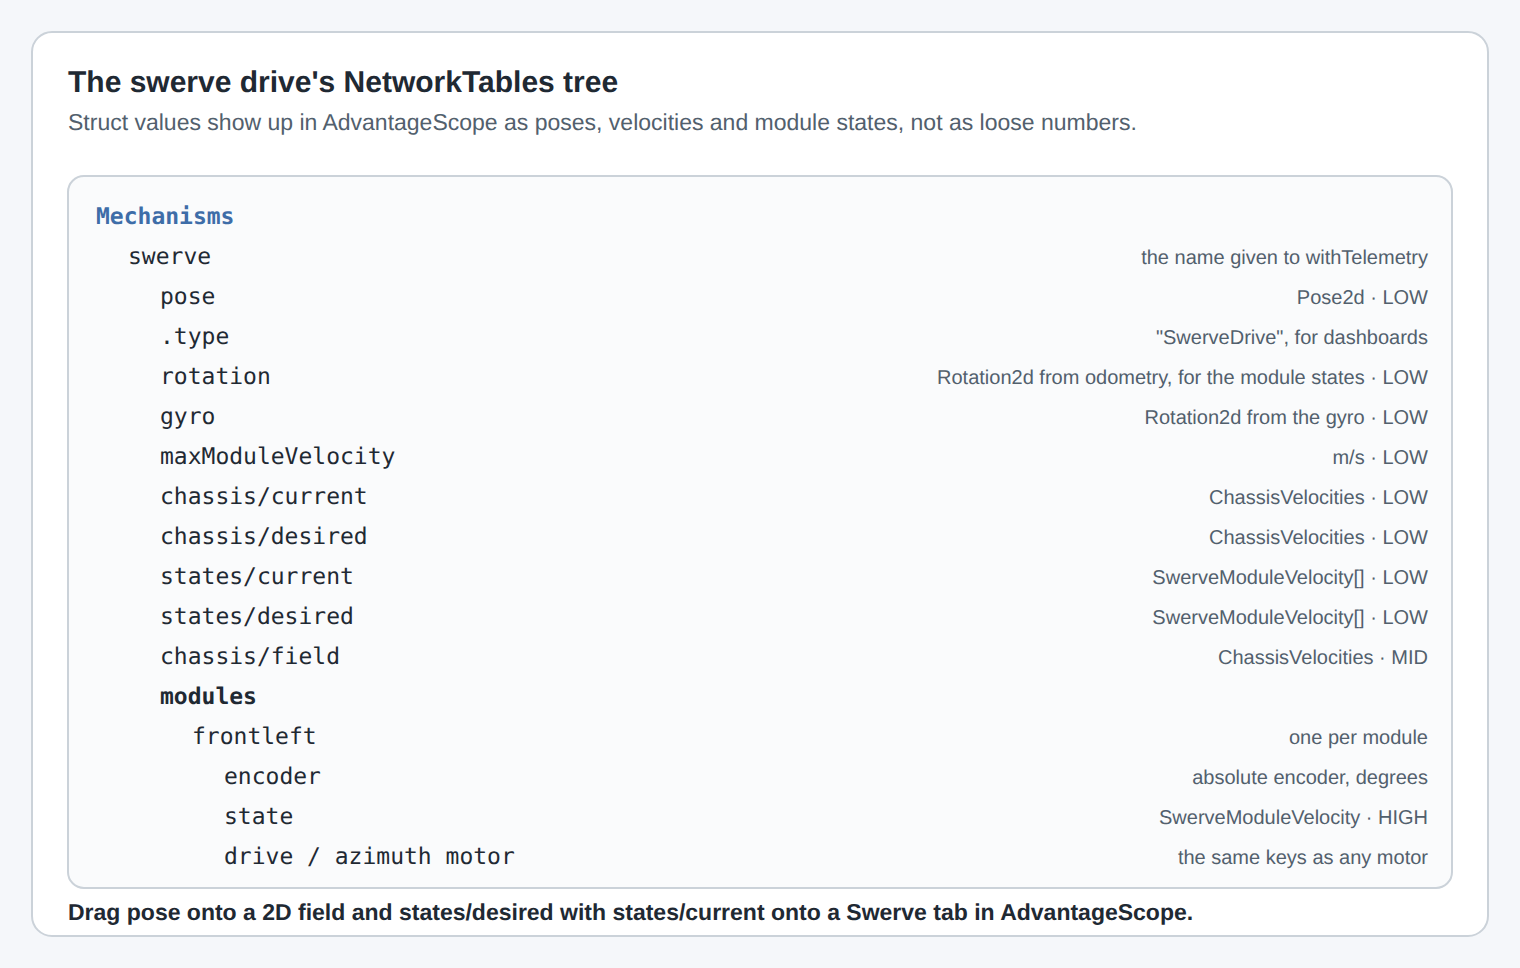 The swerve drive's NetworkTables tree
Struct values show up in AdvantageScope as poses, velocities and module states, not as loose numbers.
Mechanisms
swerve the name given to withTelemetry
pose Pose2d · LOW
.type "SwerveDrive", for dashboards
rotation Rotation2d from odometry, for the module states · LOW
gyro Rotation2d from the gyro · LOW
maxModuleVelocity m/s · LOW
chassis/current ChassisVelocities · LOW
chassis/desired ChassisVelocities · LOW
states/current SwerveModuleVelocity[] · LOW
states/desired SwerveModuleVelocity[] · LOW
chassis/field ChassisVelocities · MID
modules
frontleft one per module
encoder absolute encoder, degrees
state SwerveModuleVelocity · HIGH
drive / azimuth motor the same keys as any motor
Drag pose onto a 2D field and states/desired with states/current onto a Swerve tab in AdvantageScope.